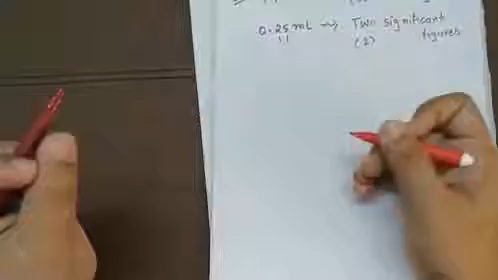 0.25 mL → Two significant
(2) figures